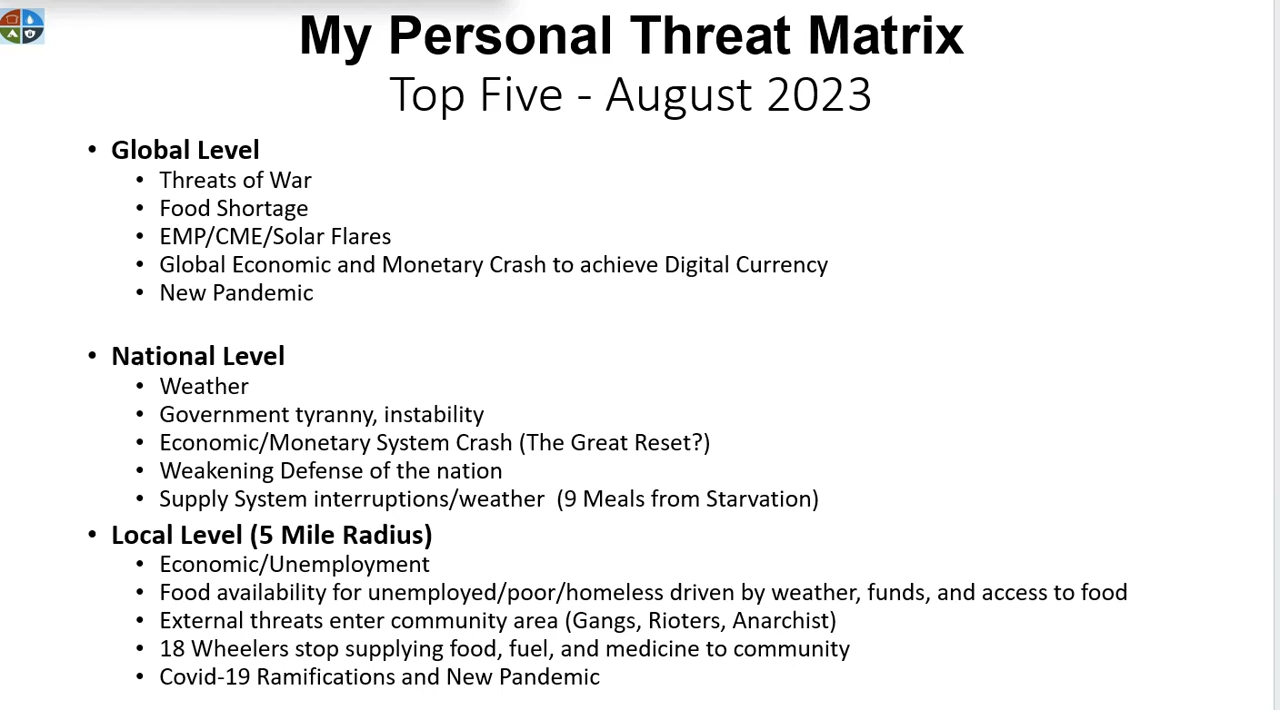 My Personal Threat Matrix
Top Five - August 2023
• Global Level
• Threats of War
• Food Shortage
• EMP/CME/Solar Flares
• Global Economic and Monetary Crash to achieve Digital Currency
• New Pandemic
• National Level
• Weather
• Government tyranny, instability
• Economic/Monetary System Crash (The Great Reset?)
• Weakening Defense of the nation
• Supply System interruptions/weather (9 Meals from Starvation)
• Local Level (5 Mile Radius)
• Economic/Unemployment
• Food availability for unemployed/poor/homeless driven by weather, funds, and access to food
• External threats enter community area (Gangs, Rioters, Anarchist)
• 18 Wheelers stop supplying food, fuel, and medicine to community
• Covid-19 Ramifications and New Pandemic